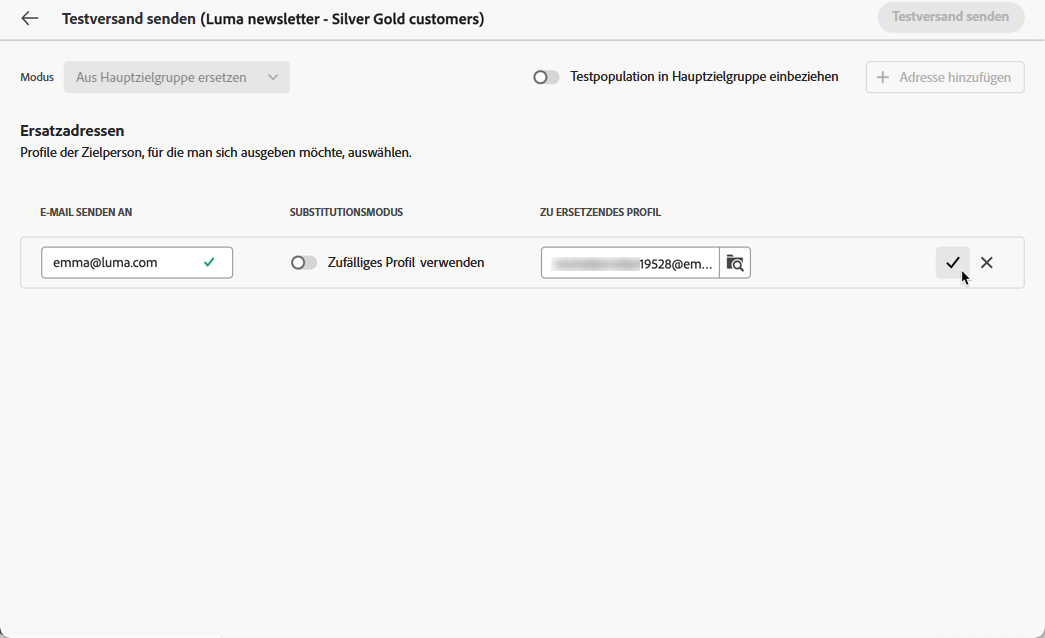 Testversand senden (Luma newsletter - Silver Gold customers)
Testversand senden
Modus
Aus Hauptzielgruppe ersetzen
Testpopulation in Hauptzielgruppe einbeziehen
Adresse hinzufügen
Ersatzadressen
Profile der Zielperson, für die man sich ausgeben möchte, auswählen.
E-MAIL SENDEN AN
SUBSTITUTIONSMODUS
ZU ERSETZENDES PROFIL
emma@luma.com
Zufälliges Profil verwenden
19528@em...